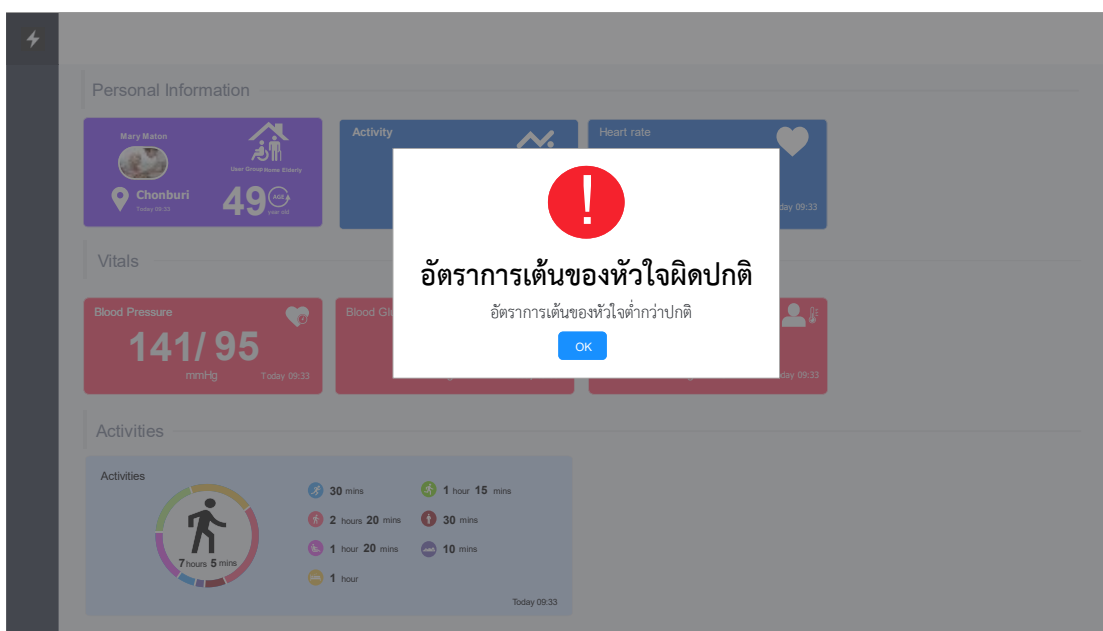 Personal Information
Mary Maton
User Group Home Elderly
Chonburi
Today 09:33
49
AGE
year old
Activity
Heart rate
day 09:33
!
อัตราการเต้นของหัวใจผิดปกติ
อัตราการเต้นของหัวใจต่ำกว่าปกติ
OK
Vitals
Blood Pressure
141/ 95
mmHg
Today 09:33
Blood Gl
day 09:33
Activities
Activities
7 hours 5 mins
30 mins
1 hour 15 mins
2 hours 20 mins
30 mins
1 hour 20 mins
10 mins
1 hour
Today 09:33